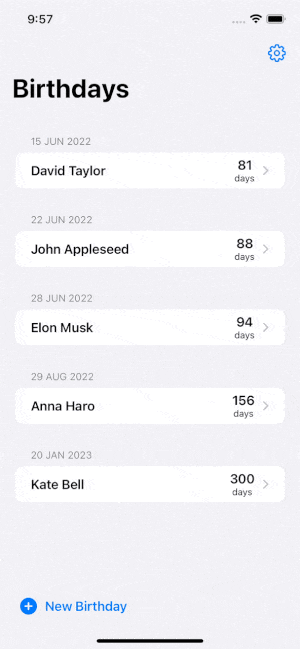 9:57
Birthdays
15 JUN 2022
David Taylor
81
days
22 JUN 2022
John Appleseed
88
days
28 JUN 2022
Elon Musk
94
days
29 AUG 2022
Anna Haro
156
days
20 JAN 2023
Kate Bell
300
days
New Birthday